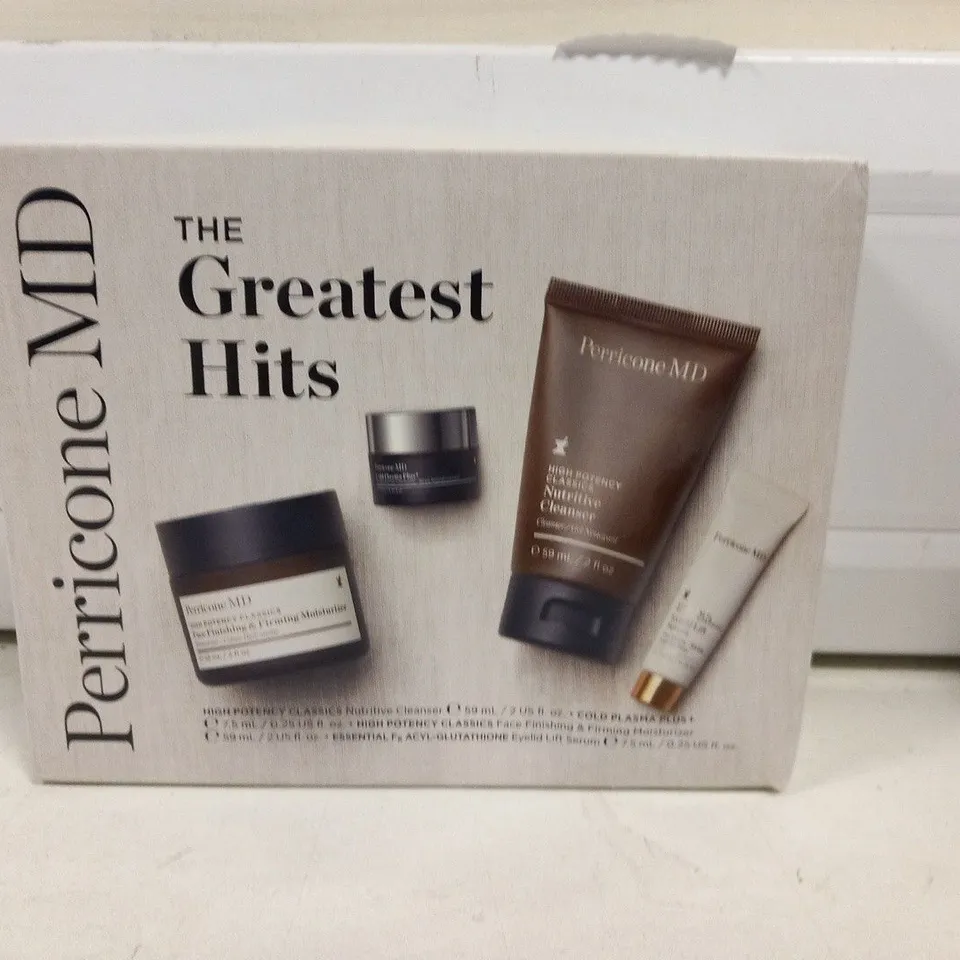 Perricone MD
THE
Greatest
Hits
Perricone MD
Perricone MD
HIGH POTENCY
CLASSICS
Nutritive
Cleanser
℮ 59 mL / 2 fl oz
Perricone MD
Perricone MD
HIGH POTENCY CLASSICS
Face Finishing & Firming Moisturizer
HIGH POTENCY CLASSICS Nutritive Cleanser ℮ 59 mL / 2 US fl. oz. • COLD PLASMA PLUS+
℮ 7.5 mL / 0.25 US fl. oz. • HIGH POTENCY CLASSICS Face Finishing & Firming Moisturizer
℮ 59 mL / 2 US fl. oz. • ESSENTIAL Fx ACYL-GLUTATHIONE Eyelid Lift Serum ℮ 7.5 mL / 0.25 US fl. oz.